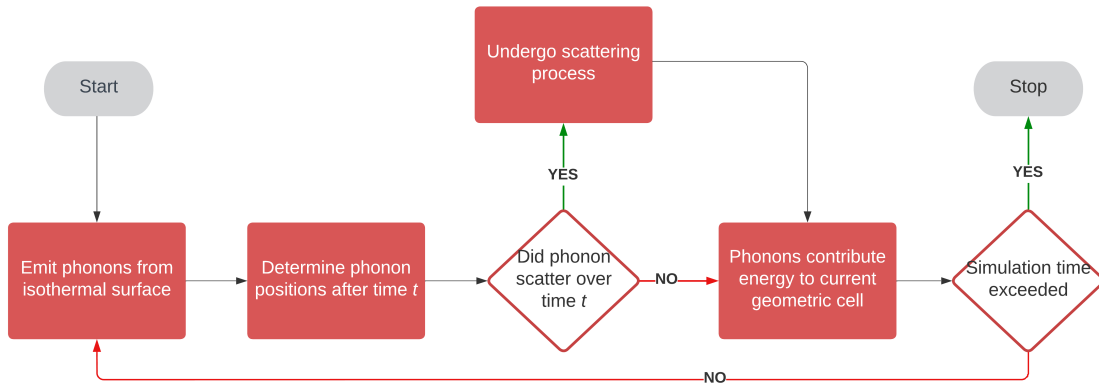 Start
Emit phonons from
isothermal surface
Determine phonon
positions after time t
Did phonon
scatter over
time t
YES
Undergo scattering
process
NO
Phonons contribute
energy to current
geometric cell
Simulation time
exceeded
YES
Stop
NO